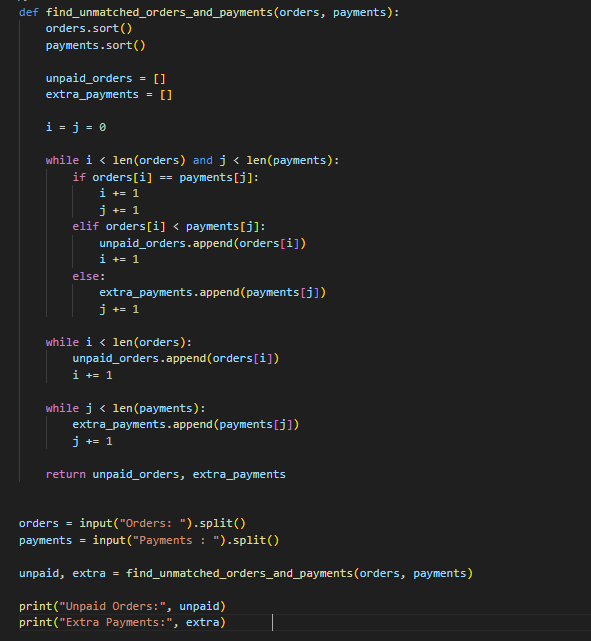 def find_unmatched_orders_and_payments(orders, payments):
    orders.sort()
    payments.sort()

    unpaid_orders = []
    extra_payments = []

    i = j = 0

    while i < len(orders) and j < len(payments):
        if orders[i] == payments[j]:
            i += 1
            j += 1
        elif orders[i] < payments[j]:
            unpaid_orders.append(orders[i])
            i += 1
        else:
            extra_payments.append(payments[j])
            j += 1

    while i < len(orders):
        unpaid_orders.append(orders[i])
        i += 1

    while j < len(payments):
        extra_payments.append(payments[j])
        j += 1

    return unpaid_orders, extra_payments


orders = input("Orders: ").split()
payments = input("Payments : ").split()

unpaid, extra = find_unmatched_orders_and_payments(orders, payments)

print("Unpaid Orders:", unpaid)
print("Extra Payments:", extra)